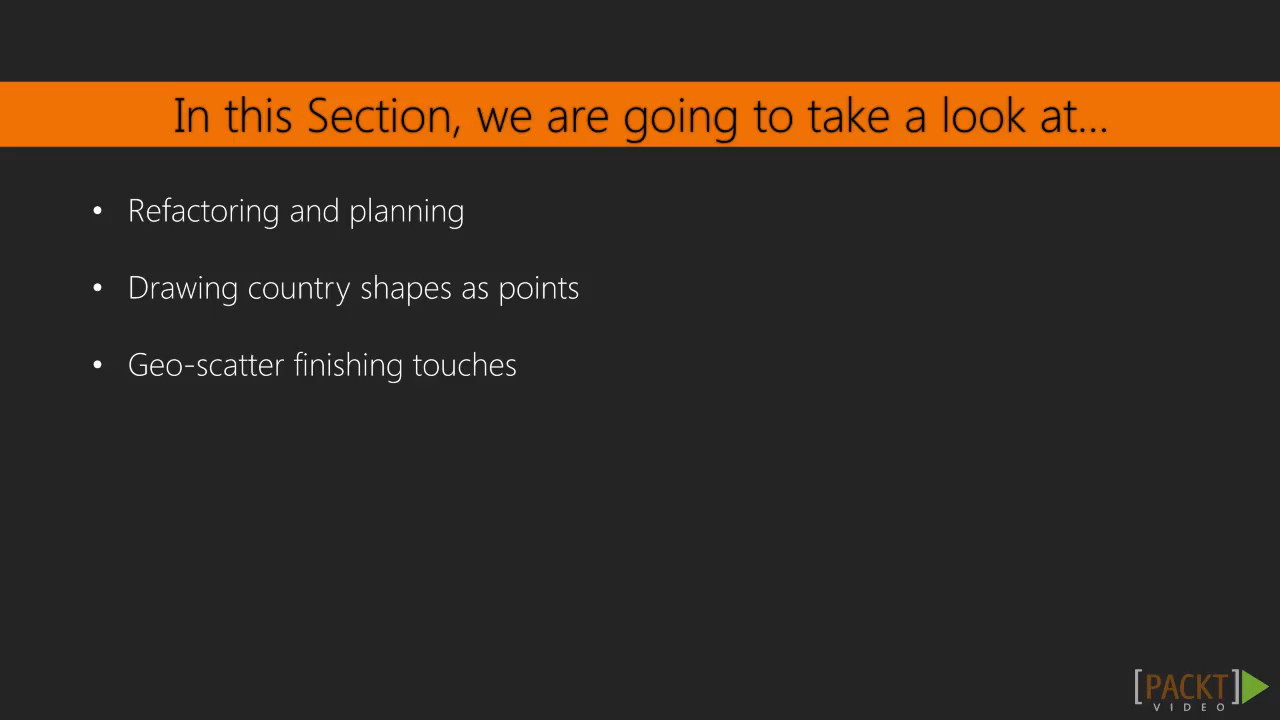 In this Section, we are going to take a look at...
• Refactoring and planning
• Drawing country shapes as points
• Geo-scatter finishing touches
[PACKT]
VIDEO